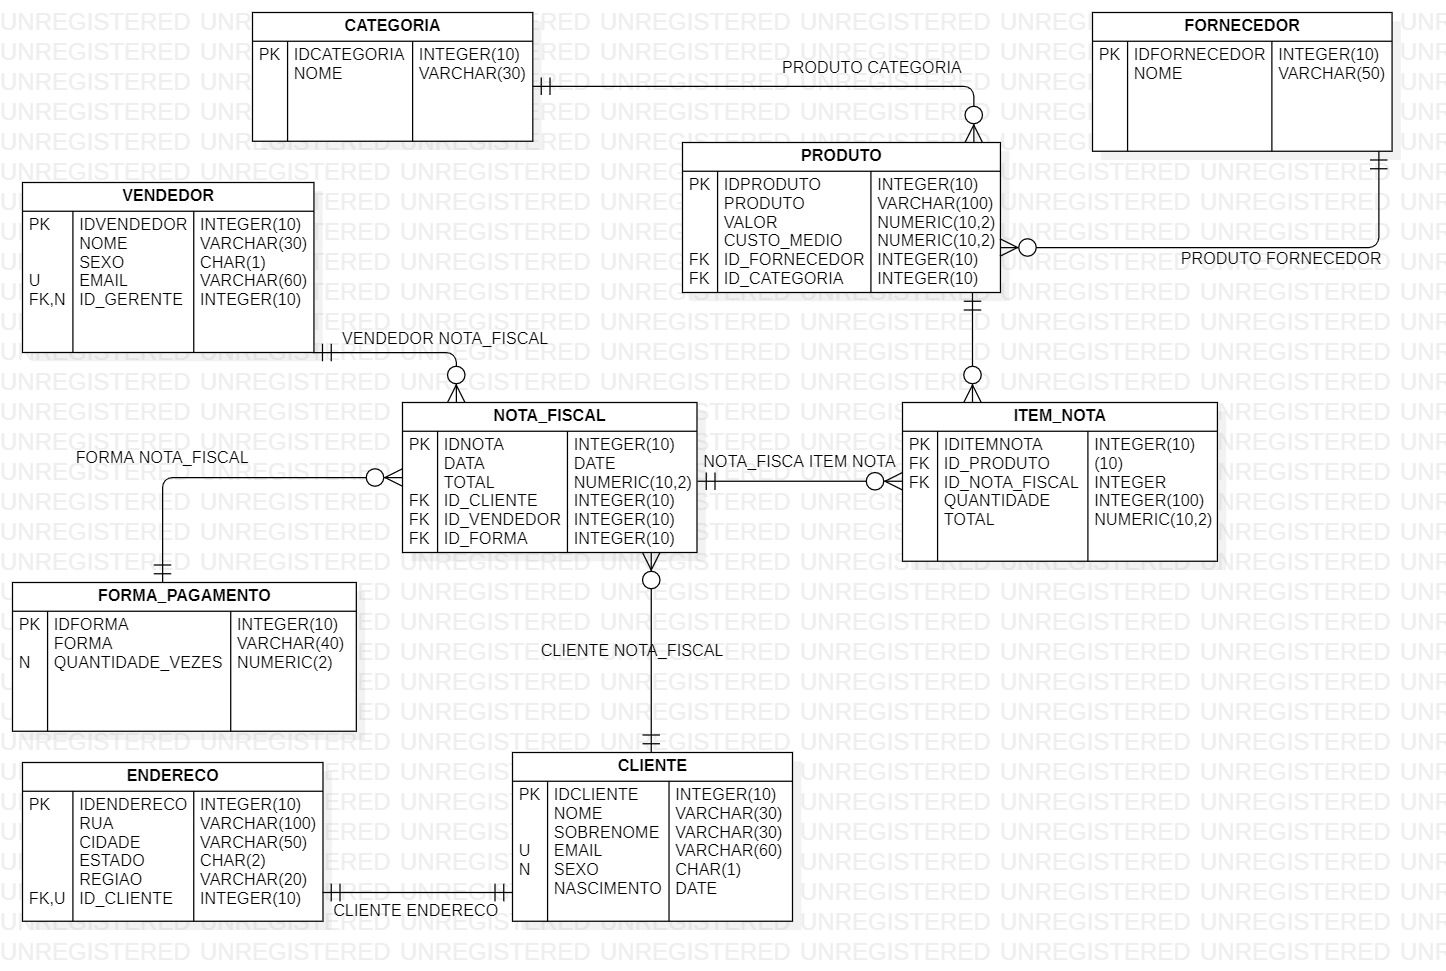 CATEGORIA
PK IDCATEGORIA INTEGER(10)
NOME VARCHAR(30)
FORNECEDOR
PK IDFORNECEDOR INTEGER(10)
NOME VARCHAR(50)
PRODUTO CATEGORIA
PRODUTO
PK IDPRODUTO INTEGER(10)
PRODUTO VARCHAR(100)
VALOR NUMERIC(10,2)
CUSTO_MEDIO NUMERIC(10,2)
FK ID_FORNECEDOR INTEGER(10)
FK ID_CATEGORIA INTEGER(10)
PRODUTO FORNECEDOR
VENDEDOR
PK IDVENDEDOR INTEGER(10)
NOME VARCHAR(30)
SEXO CHAR(1)
U EMAIL VARCHAR(60)
FK,N ID_GERENTE INTEGER(10)
VENDEDOR NOTA_FISCAL
NOTA_FISCAL
PK IDNOTA INTEGER(10)
DATA DATE
TOTAL NUMERIC(10,2)
FK ID_CLIENTE INTEGER(10)
FK ID_VENDEDOR INTEGER(10)
FK ID_FORMA INTEGER(10)
NOTA_FISCA ITEM NOTA
ITEM_NOTA
PK IDITEMNOTA INTEGER(10)
FK ID_PRODUTO (10)
FK ID_NOTA_FISCAL INTEGER
QUANTIDADE INTEGER(100)
TOTAL NUMERIC(10,2)
FORMA NOTA_FISCAL
FORMA_PAGAMENTO
PK IDFORMA INTEGER(10)
FORMA VARCHAR(40)
N QUANTIDADE_VEZES NUMERIC(2)
CLIENTE NOTA_FISCAL
ENDERECO
PK IDENDERECO INTEGER(10)
RUA VARCHAR(100)
CIDADE VARCHAR(50)
ESTADO CHAR(2)
REGIAO VARCHAR(20)
FK,U ID_CLIENTE INTEGER(10)
CLIENTE ENDERECO
CLIENTE
PK IDCLIENTE INTEGER(10)
NOME VARCHAR(30)
SOBRENOME VARCHAR(30)
U EMAIL VARCHAR(60)
N SEXO CHAR(1)
NASCIMENTO DATE
UNREGISTERED